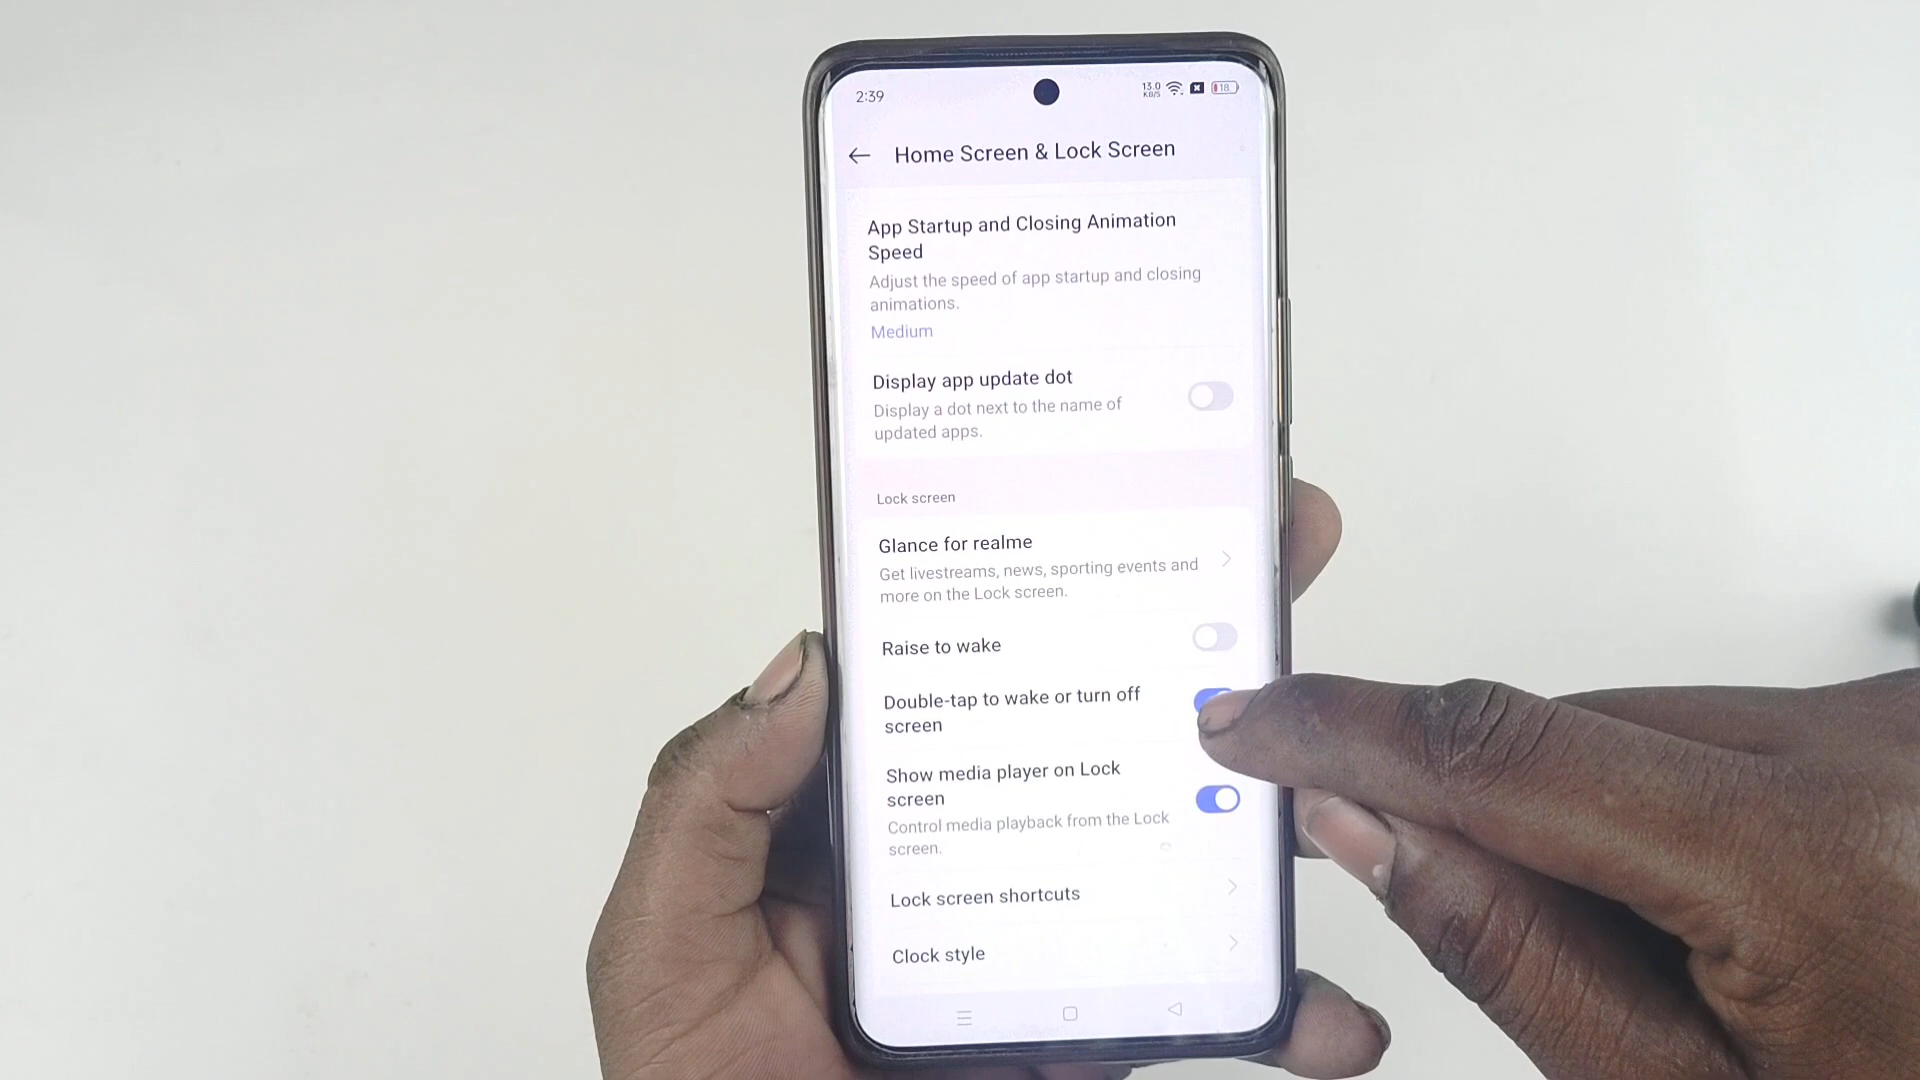 2:39
13.0
KB/S
18
Home Screen & Lock Screen
App Startup and Closing Animation
Speed
Adjust the speed of app startup and closing
animations.
Medium
Display app update dot
Display a dot next to the name of
updated apps.
Lock screen
Glance for realme
Get livestreams, news, sporting events and
more on the Lock screen.
Raise to wake
Double-tap to wake or turn off
screen
Show media player on Lock
screen
Control media playback from the Lock
screen.
Lock screen shortcuts
Clock style